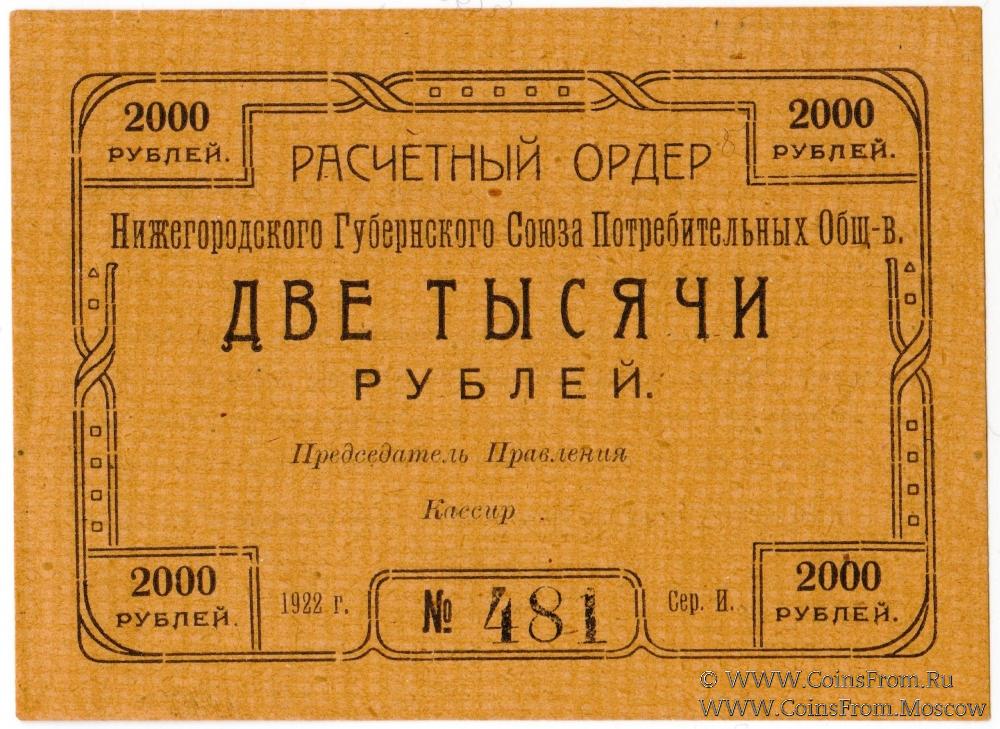 2000
РУБЛЕЙ.
2000
РУБЛЕЙ.
РАСЧЁТНЫЙ ОРДЕР
Нижегородского Губернского Союза Потребительных Общ-в.
ДВЕ ТЫСЯЧИ
РУБЛЕЙ.
Председатель Правления
Кассир
2000
РУБЛЕЙ.
1922 г.
№ 481
Сер. И.
2000
РУБЛЕЙ.
© WWW.CoinsFrom.Ru
WWW.CoinsFrom.Moscow